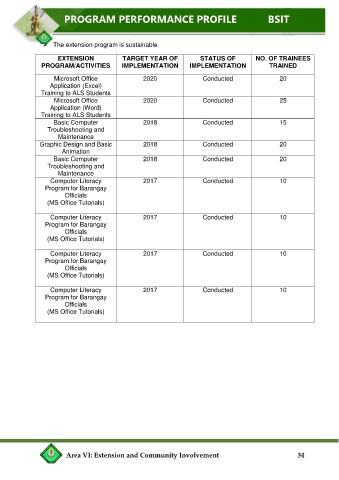 PROGRAM PERFORMANCE PROFILE BSIT
The extension program is sustainable.
EXTENSION PROGRAM/ACTIVITIES TARGET YEAR OF IMPLEMENTATION STATUS OF IMPLEMENTATION NO. OF TRAINEES TRAINED
Microsoft Office 2020 Conducted 20
Application (Excel)
Training to ALS Students
Microsoft Office 2020 Conducted 25
Application (Word)
Training to ALS Students
Basic Computer 2018 Conducted 15
Troubleshooting and
Maintenance
Graphic Design and Basic 2018 Conducted 20
Animation
Basic Computer 2018 Conducted 20
Troubleshooting and
Maintenance
Computer Literacy 2017 Conducted 10
Program for Barangay
Officials
(MS Office Tutorials)
Computer Literacy 2017 Conducted 10
Program for Barangay
Officials
(MS Office Tutorials)
Computer Literacy 2017 Conducted 10
Program for Barangay
Officials
(MS Office Tutorials)
Computer Literacy 2017 Conducted 10
Program for Barangay
Officials
(MS Office Tutorials)
Area VI: Extension and Community Involvement 34